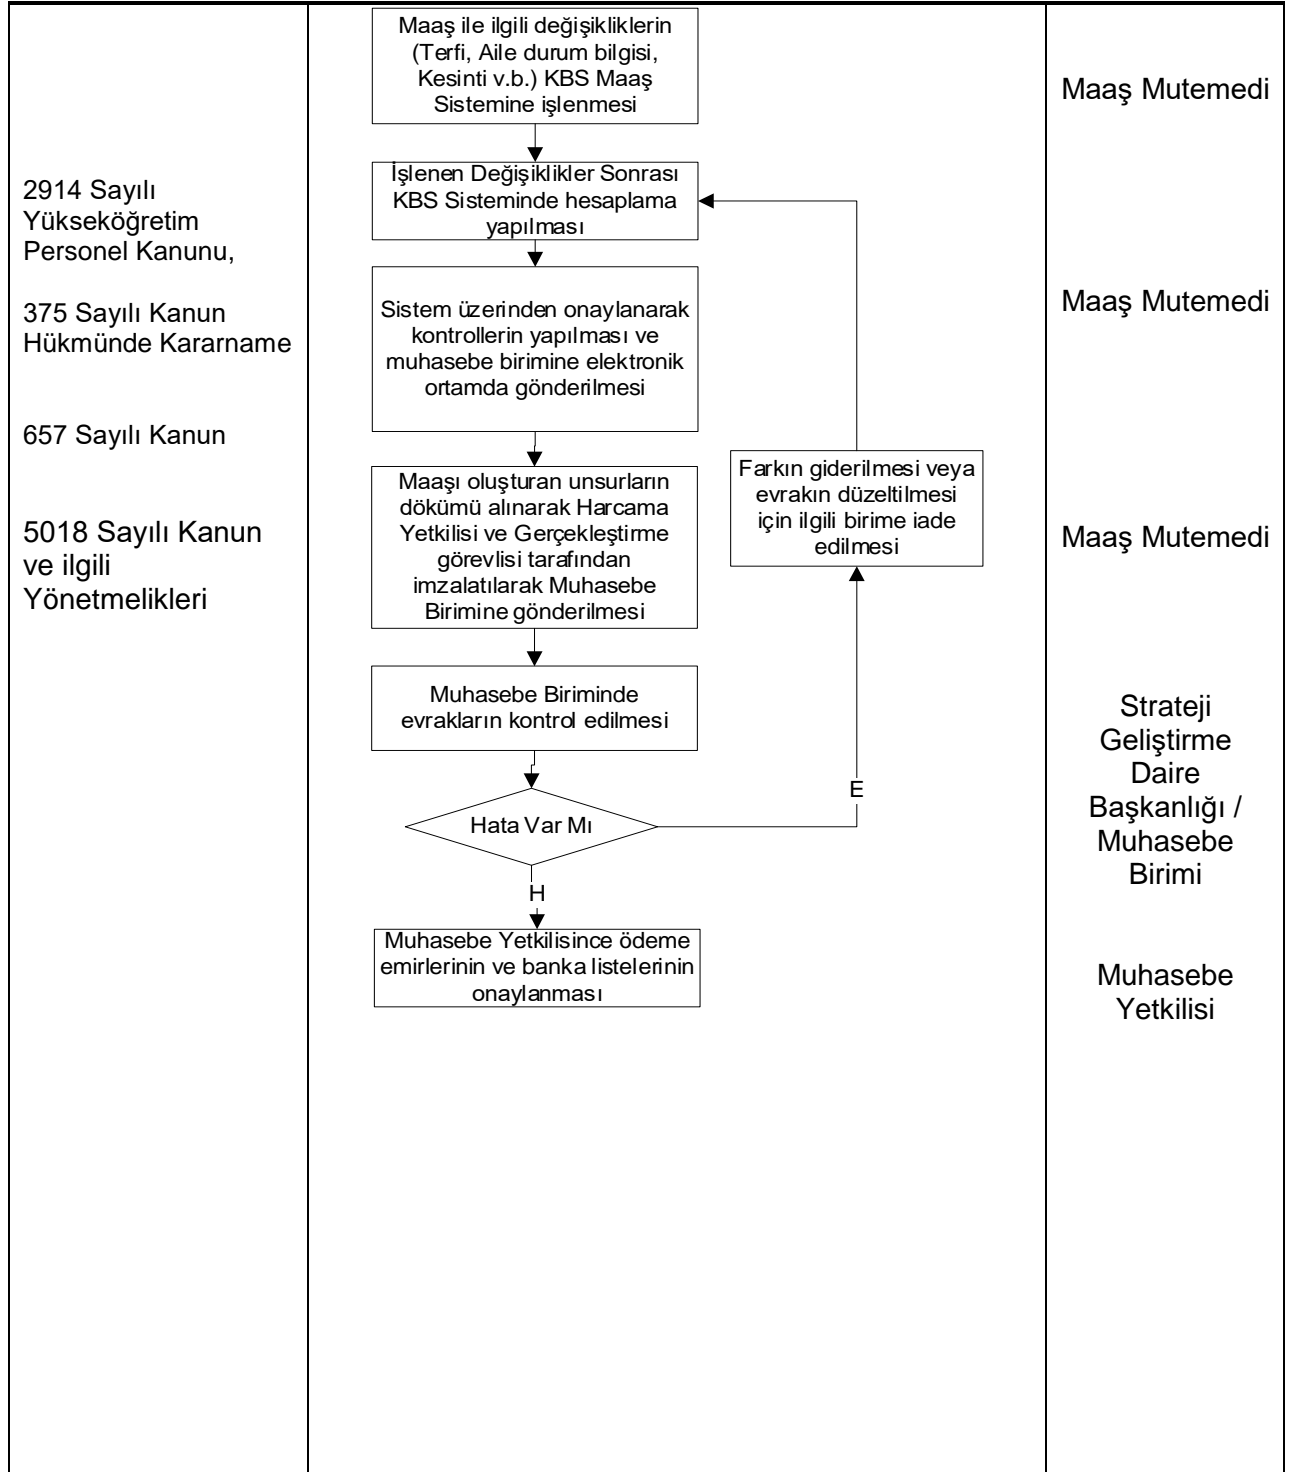 2914 Sayılı
Yükseköğretim
Personel Kanunu,
375 Sayılı Kanun
Hükmünde Kararname
657 Sayılı Kanun
5018 Sayılı Kanun
ve ilgili
Yönetmelikleri
Maaş ile ilgili değişikliklerin
(Terfi, Aile durum bilgisi,
Kesinti v.b.) KBS Maaş
Sistemine işlenmesi
İşlenen Değişiklikler Sonrası
KBS Sisteminde hesaplama
yapılması
Sistem üzerinden onaylanarak
kontrollerin yapılması ve
muhasebe birimine elektronik
ortamda gönderilmesi
Maaşı oluşturan unsurların
dökümü alınarak Harcama
Yetkilisi ve Gerçekleştirme
görevlisi tarafından
imzalatılarak Muhasebe
Birimine gönderilmesi
Muhasebe Biriminde
evrakların kontrol edilmesi
Hata Var Mı
E
Farkın giderilmesi veya
evrakın düzeltilmesi
için ilgili birime iade
edilmesi
H
Muhasebe Yetkilisince ödeme
emirlerinin ve banka listelerinin
onaylanması
Maaş Mutemedi
Maaş Mutemedi
Maaş Mutemedi
Strateji
Geliştirme
Daire
Başkanlığı /
Muhasebe
Birimi
Muhasebe
Yetkilisi